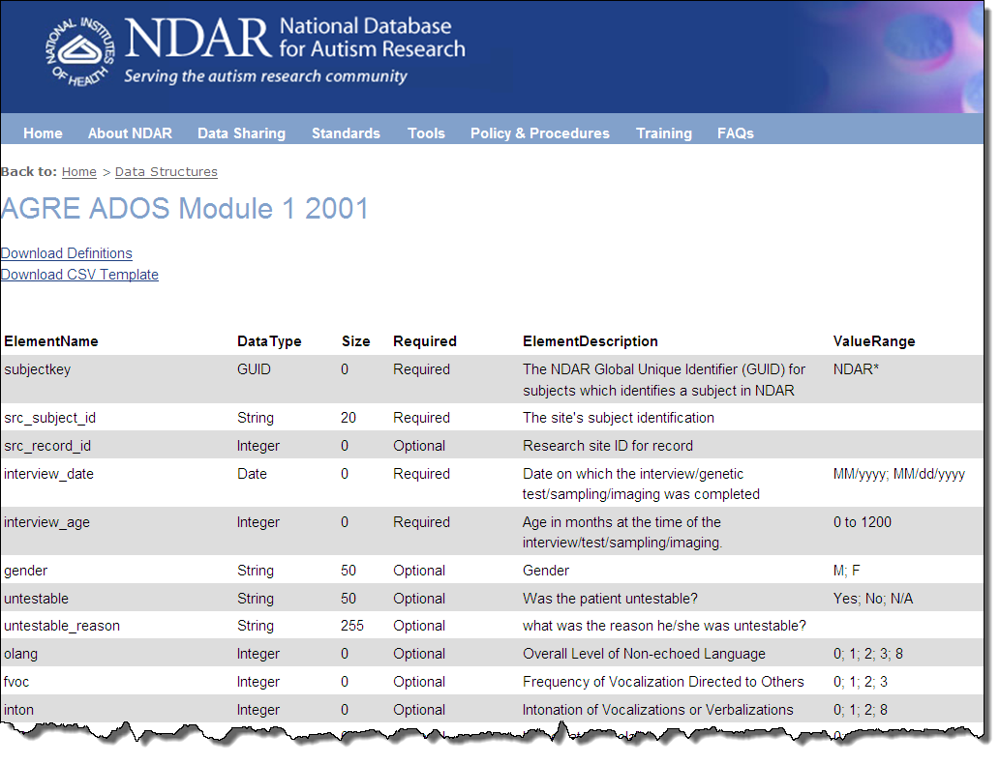 NATIONAL INSTITUTES OF HEALTH
NDAR National Database for Autism Research
Serving the autism research community
Home About NDAR Data Sharing Standards Tools Policy & Procedures Training FAQs
Back to: Home > Data Structures
AGRE ADOS Module 1 2001
Download Definitions
Download CSV Template
ElementName DataType Size Required ElementDescription ValueRange
subjectkey GUID 0 Required The NDAR Global Unique Identifier (GUID) for NDAR*
subjects which identifies a subject in NDAR
src_subject_id String 20 Required The site's subject identification
src_record_id Integer 0 Optional Research site ID for record
interview_date Date 0 Required Date on which the interview/genetic MM/yyyy; MM/dd/yyyy
test/sampling/imaging was completed
interview_age Integer 0 Required Age in months at the time of the 0 to 1200
interview/test/sampling/imaging.
gender String 50 Optional Gender M; F
untestable String 50 Optional Was the patient untestable? Yes; No; N/A
untestable_reason String 255 Optional what was the reason he/she was untestable?
olang Integer 0 Optional Overall Level of Non-echoed Language 0; 1; 2; 3; 8
fvoc Integer 0 Optional Frequency of Vocalization Directed to Others 0; 1; 2; 3
inton Integer 0 Optional Intonation of Vocalizations or Verbalizations 0; 1; 2; 8
Optional